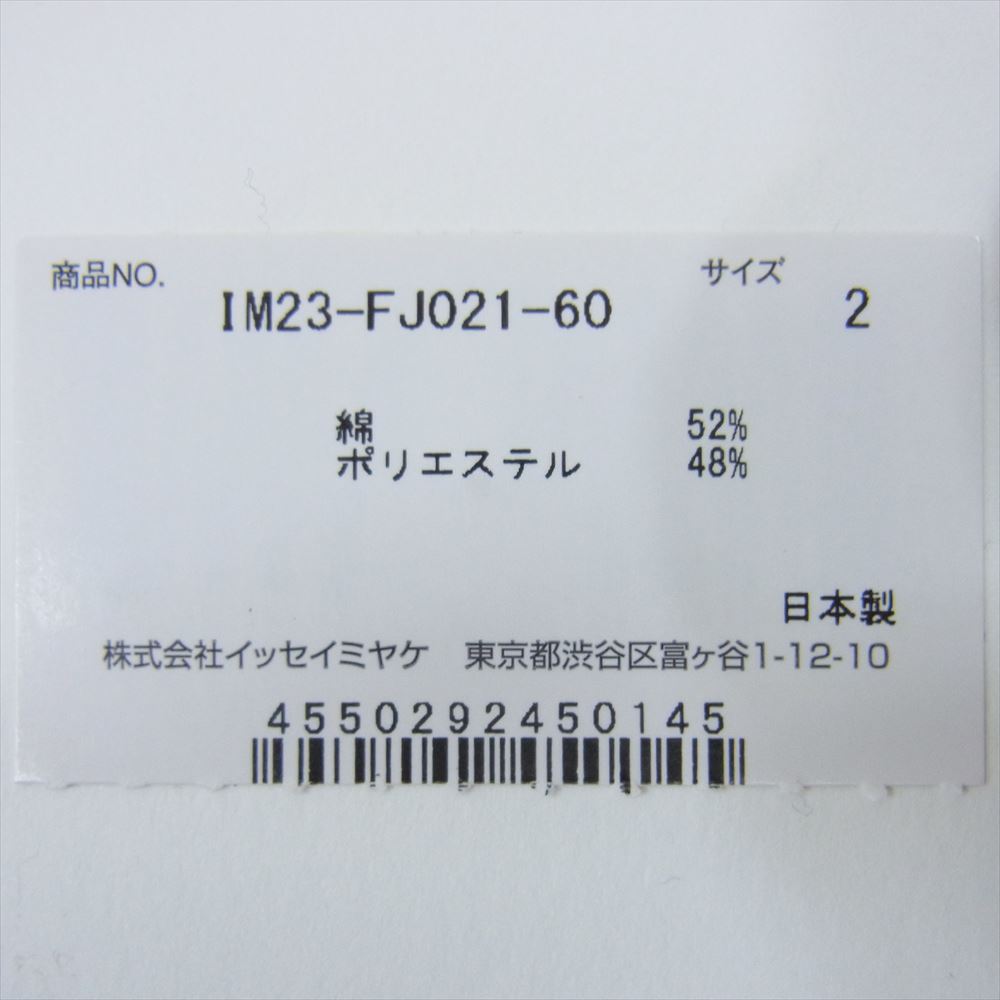 商品NO. サイズ
IM23-FJ021-60 2
綿 52%
ポリエステル 48%
日本製
株式会社イッセイミヤケ 東京都渋谷区富ヶ谷1-12-10
4550292450145